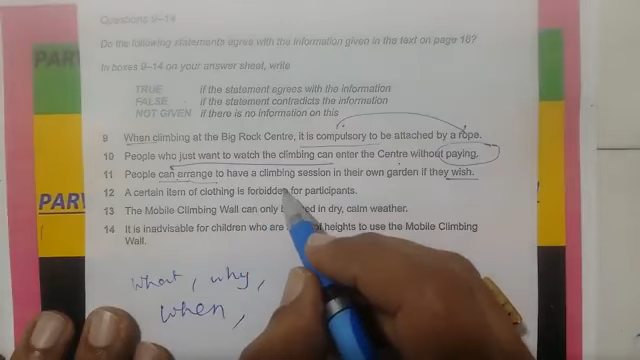 Questions 9–14
Do the following statements agree with the information given in the text on page 16?
In boxes 9–14 on your answer sheet, write
TRUE if the statement agrees with the information
FALSE if the statement contradicts the information
NOT GIVEN if there is no information on this
9 When climbing at the Big Rock Centre, it is compulsory to be attached by a rope.
10 People who just want to watch the climbing can enter the Centre without paying.
11 People can arrange to have a climbing session in their own garden if they wish.
12 A certain item of clothing is forbidden for participants.
13 The Mobile Climbing Wall can only be used in dry, calm weather.
14 It is inadvisable for children who are of heights to use the Mobile Climbing
Wall.
what, why,
when,